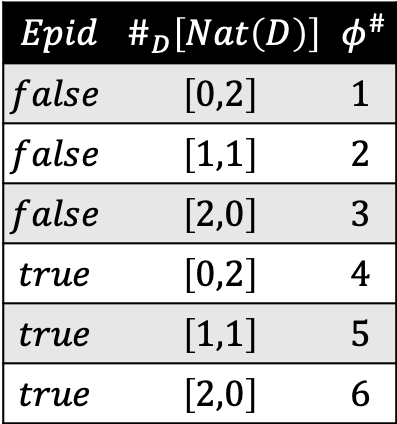 Epid #D[Nat(D)] ϕ#
false [0,2] 1
false [1,1] 2
false [2,0] 3
true [0,2] 4
true [1,1] 5
true [2,0] 6